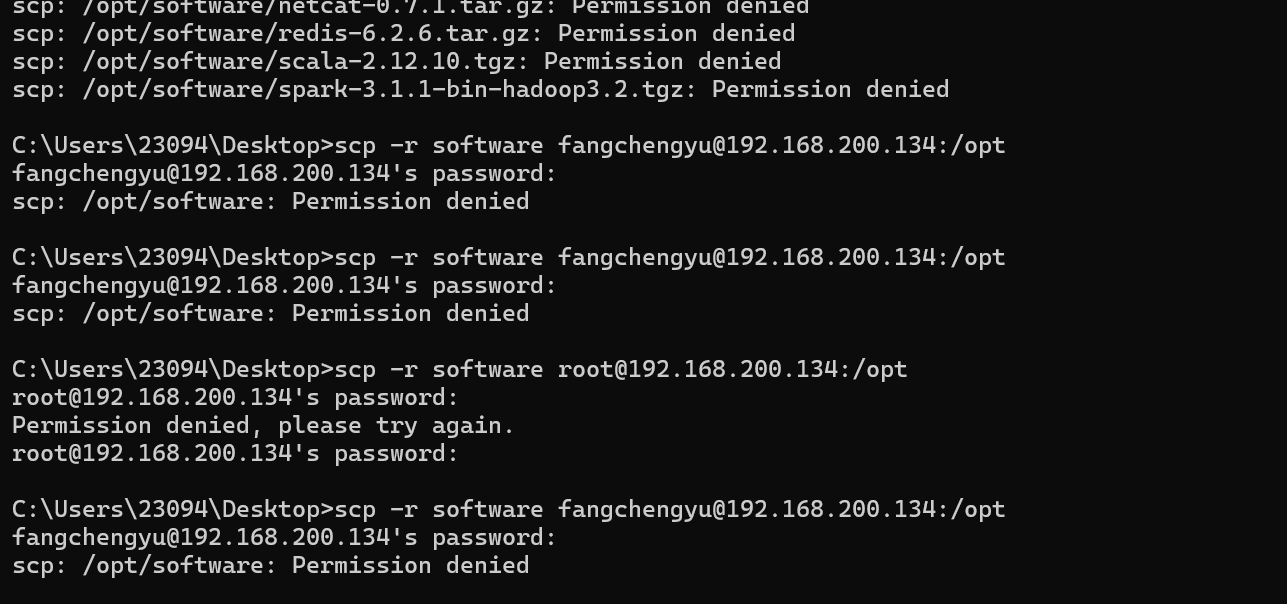 scp: /opt/software/netcat-0.7.1.tar.gz: Permission denied
scp: /opt/software/redis-6.2.6.tar.gz: Permission denied
scp: /opt/software/scala-2.12.10.tgz: Permission denied
scp: /opt/software/spark-3.1.1-bin-hadoop3.2.tgz: Permission denied
C:\Users\23094\Desktop>scp -r software fangchengyu@192.168.200.134:/opt
fangchengyu@192.168.200.134's password:
scp: /opt/software: Permission denied
C:\Users\23094\Desktop>scp -r software fangchengyu@192.168.200.134:/opt
fangchengyu@192.168.200.134's password:
scp: /opt/software: Permission denied
C:\Users\23094\Desktop>scp -r software root@192.168.200.134:/opt
root@192.168.200.134's password:
Permission denied, please try again.
root@192.168.200.134's password:
C:\Users\23094\Desktop>scp -r software fangchengyu@192.168.200.134:/opt
fangchengyu@192.168.200.134's password:
scp: /opt/software: Permission denied